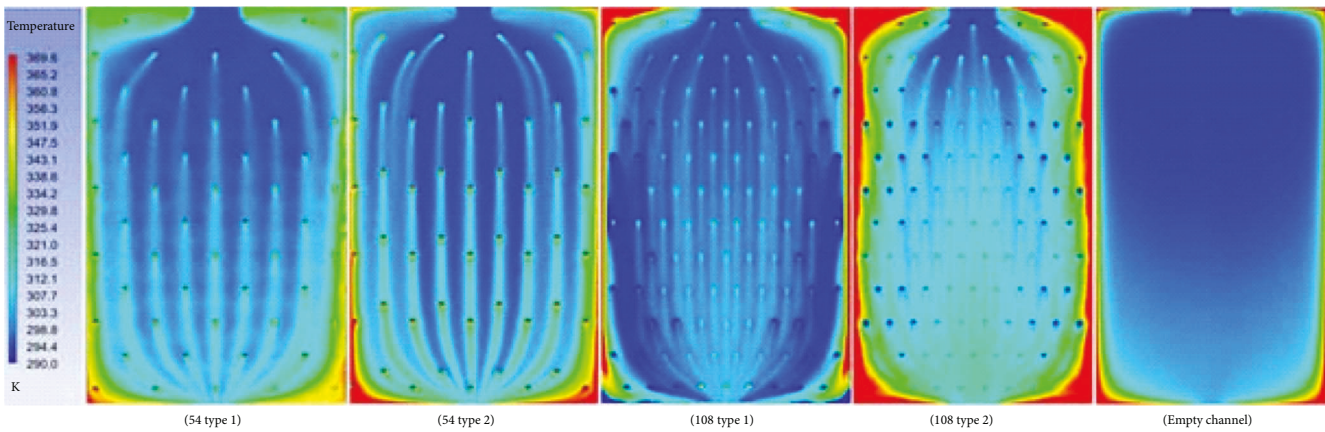 Temperature
369.6
365.2
360.8
356.3
351.9
347.5
343.1
338.8
334.2
329.8
325.4
321.0
316.5
312.1
307.7
303.3
298.8
294.4
290.0
K
(54 type 1)
(54 type 2)
(108 type 1)
(108 type 2)
(Empty channel)